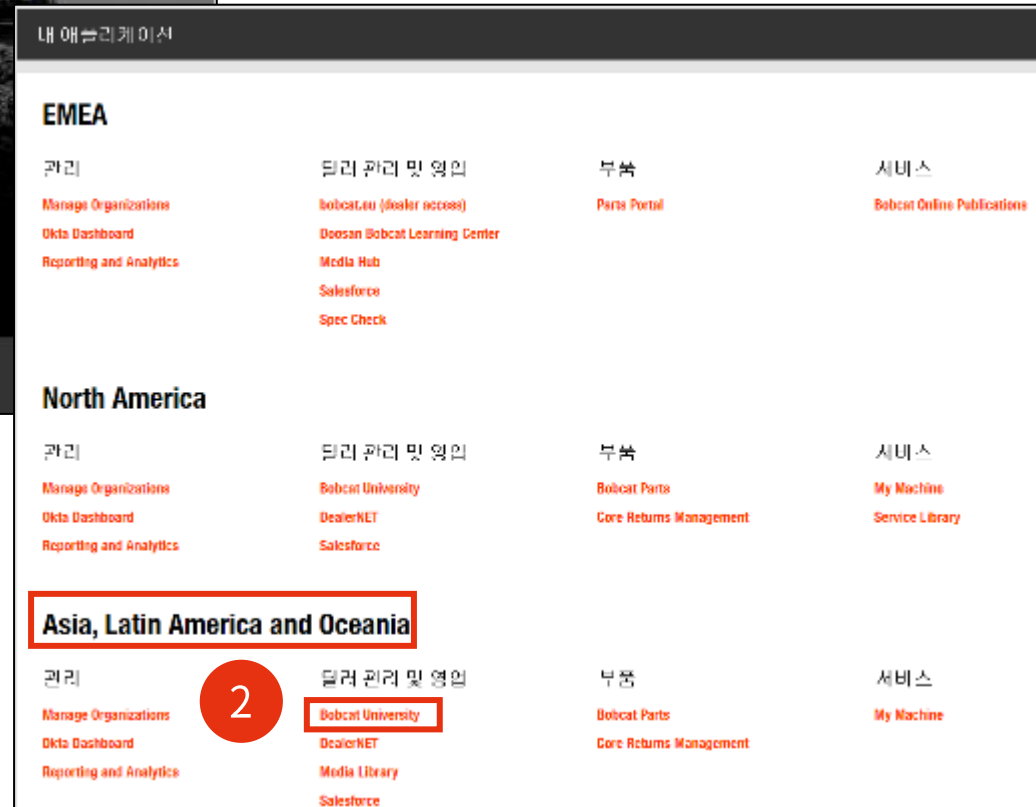 내 애플리케이션
EMEA
관리 딜러 관리 및 영업 부품 서비스
Manage Organizations bobcat.eu (dealer access) Parts Portal Bobcat Online Publications
Okta Dashboard Doosan Bobcat Learning Center
Reporting and Analytics Media Hub
Salesforce
Spec Check
North America
관리 딜러 관리 및 영업 부품 서비스
Manage Organizations Bobcat University Bobcat Parts My Machine
Okta Dashboard DealerNET Core Returns Management Service Library
Reporting and Analytics Salesforce
Asia, Latin America and Oceania
관리 딜러 관리 및 영업 부품 서비스
2
Manage Organizations Bobcat University Bobcat Parts My Machine
Okta Dashboard DealerNET Core Returns Management
Reporting and Analytics Media Library
Salesforce